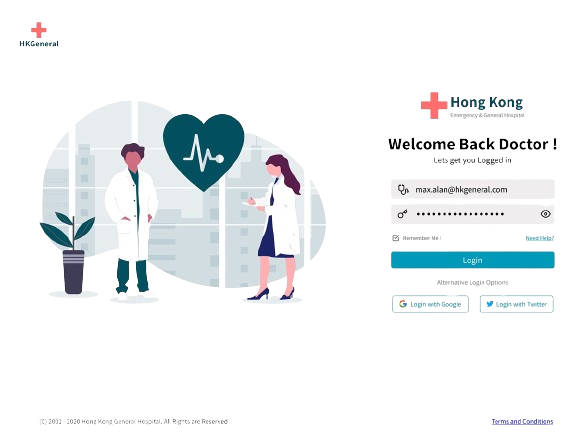 HKGeneral
Hong Kong
Emergency & General Hospital
Welcome Back Doctor !
Lets get you Logged in
max.alan@hkgeneral.com
Remember Me !
Need Help?
Login
Alternative Login Options
Login with Google
Login with Twitter
(C) 2001 - 2020 Hong Kong General Hospital. All Rights are Reserved
Terms and Conditions